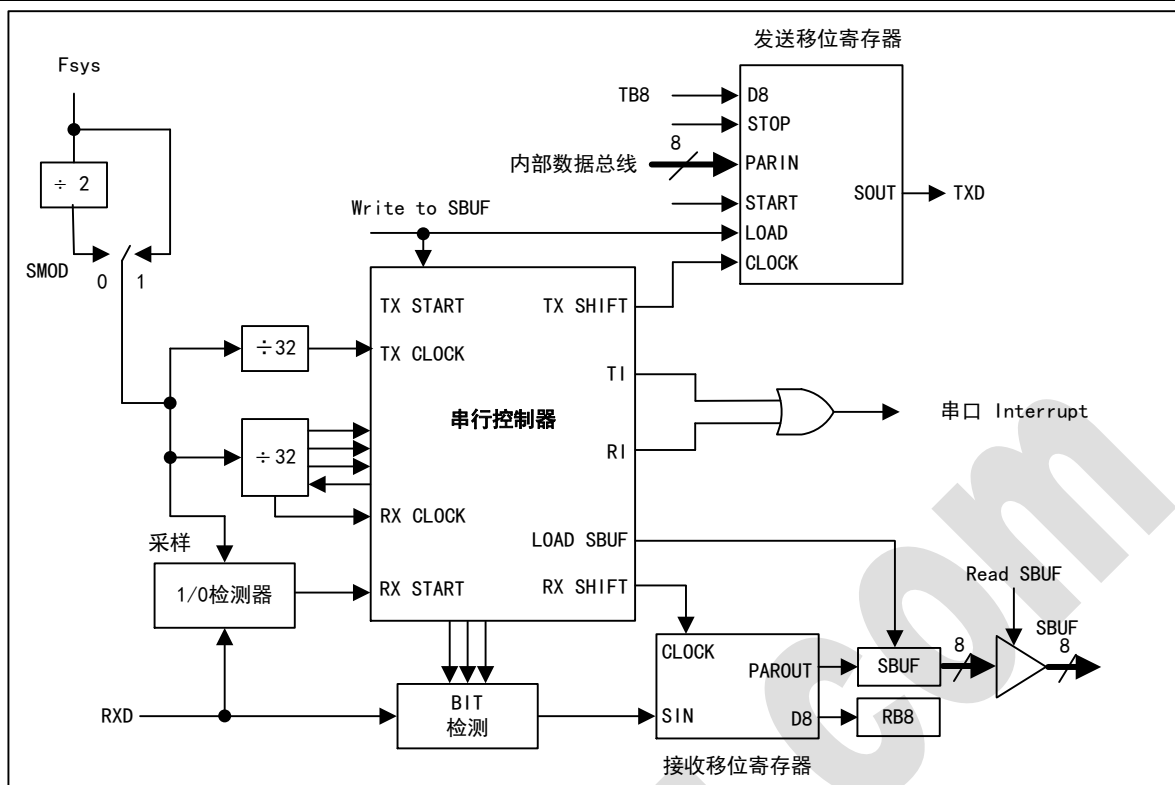 发送移位寄存器
Fsys
TB8
D8
STOP
8
÷ 2
内部数据总线
PARIN
SOUT
TXD
START
Write to SBUF
LOAD
SMOD
0
1
CLOCK
TX START
TX SHIFT
÷32
TX CLOCK
TI
串行控制器
串口 Interrupt
÷32
RI
RX CLOCK
采样
LOAD SBUF
1/0检测器
RX START
RX SHIFT
Read SBUF
SBUF
CLOCK
PAROUT
SBUF
8
8
RXD
BIT
检测
SIN
D8
RB8
接收移位寄存器
com